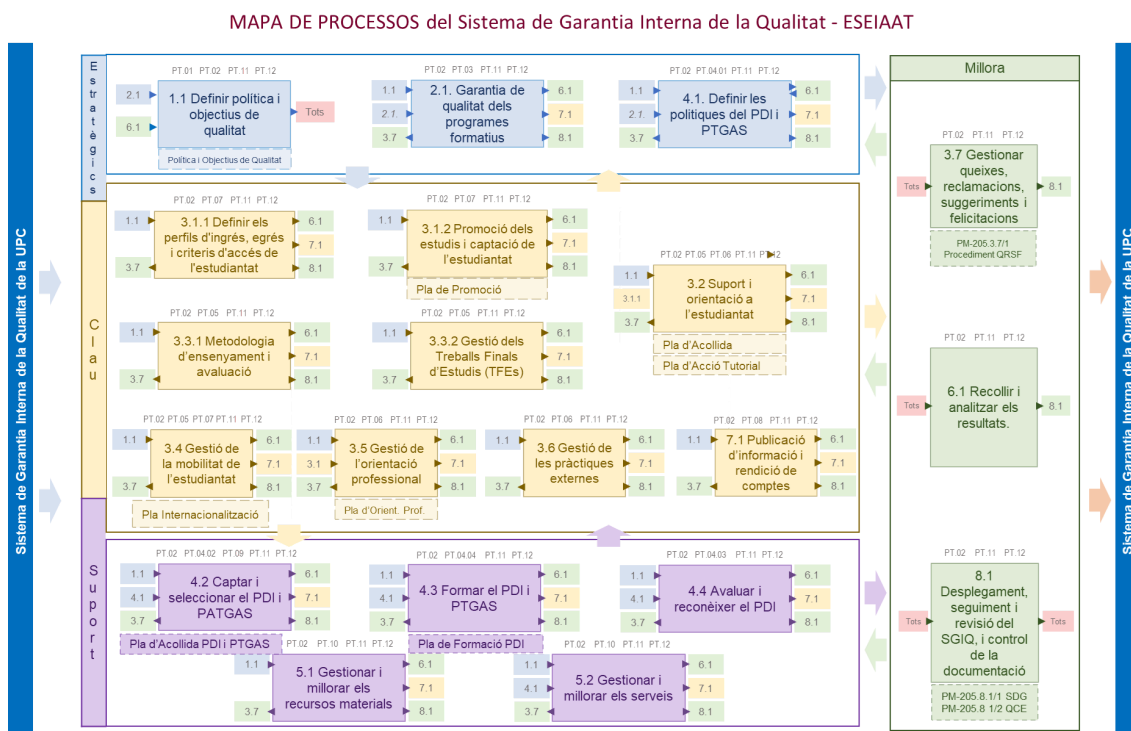 MAPA DE PROCESSOS del Sistema de Garantia Interna de la Qualitat - ESEIAAT
Sistema de Garantia Interna de la Qualitat de la UPC
Estratègics
PT.01 PT.02 PT.11 PT.12
2.1
6.1
1.1 Definir política i
objectius de
qualitat
Tots
Política i Objectius de Qualitat
PT.02 PT.03 PT.11 PT.12
1.1
2.1.
3.7
2.1. Garantia de
qualitat dels
programes
formatius
6.1
7.1
8.1
PT.02 PT.04.01 PT.11 PT.12
1.1
2.1.
3.7
4.1. Definir les
polítiques del PDI i
PTGAS
6.1
7.1
8.1
Clau
PT.02 PT.07 PT.11 PT.12
1.1
3.7
3.1.1 Definir els
perfils d'ingrés, egrés
i criteris d'accés de
l'estudiantat
6.1
7.1
8.1
PT.02 PT.07 PT.11 PT.12
1.1
3.7
3.1.2 Promoció dels
estudis i captació de
l'estudiantat
Pla de Promoció
6.1
7.1
8.1
PT.02 PT.05 PT.06 PT.11 PT.12
1.1
3.1.1
3.7
3.2 Suport i
orientació a
l'estudiantat
Pla d'Acollida
Pla d'Acció Tutorial
6.1
7.1
8.1
PT.02 PT.05 PT.11 PT.12
1.1
3.7
3.3.1 Metodologia
d'ensenyament i
avaluació
6.1
7.1
8.1
PT.02 PT.05 PT.11 PT.12
1.1
3.7
3.3.2 Gestió dels
Treballs Finals
d'Estudis (TFEs)
6.1
7.1
8.1
PT.02 PT.05 PT.07 PT.11 PT.12
1.1
3.7
3.4 Gestió de
la mobilitat de
l'estudiantat
Pla Internacionalització
6.1
7.1
8.1
PT.02 PT.06 PT.11 PT.12
1.1
3.1
3.7
3.5 Gestió de
l'orientació
professional
Pla d'Orient. Prof.
6.1
7.1
8.1
PT.02 PT.06 PT.11 PT.12
1.1
3.7
3.6 Gestió de
les pràctiques
externes
6.1
7.1
8.1
PT.02 PT.08 PT.11 PT.12
1.1
3.7
7.1 Publicació
d'informació i
rendició de
comptes
6.1
7.1
8.1
Suport
PT.02 PT.04.02 PT.09 PT.11 PT.12
1.1
4.1
3.7
4.2 Captar i
seleccionar el PDI i
PATGAS
Pla d'Acollida PDI i PTGAS
6.1
7.1
8.1
PT.02 PT.04.04 PT.11 PT.12
1.1
4.1
3.7
4.3 Formar el PDI i
PTGAS
Pla de Formació PDI
6.1
7.1
8.1
PT.02 PT.04.03 PT.11 PT.12
1.1
4.1
3.7
4.4 Avaluar i
reconèixer el PDI
6.1
7.1
8.1
PT.02 PT.10 PT.11 PT.12
1.1
3.7
5.1 Gestionar i
millorar els
recursos materials
6.1
7.1
8.1
PT.02 PT.10 PT.11 PT.12
1.1
4.1
3.7
5.2 Gestionar i
millorar els serveis
6.1
7.1
8.1
Millora
PT.02 PT.11 PT.12
Tots
3.7 Gestionar
queixes,
reclamacions,
suggeriments i
felicitacions
8.1
PM-205.3.7/1
Procediment QRSF
PT.02 PT.11 PT.12
Tots
6.1 Recollir i
analitzar els
resultats.
8.1
PT.02 PT.11 PT.12
Tots
8.1
Desplegament,
seguiment i
revisió del
SGIQ, i control
de la
documentació
Tots
PM-205.8.1/1 SDG
PM-205.8 1/2 QCE
Sistema de Garantia Interna de la Qualitat de la UPC